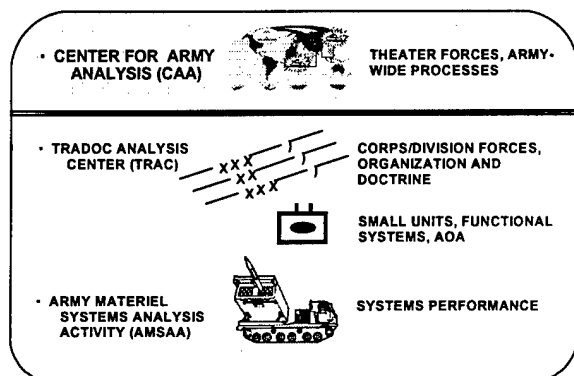 · CENTER FOR ARMY
ANALYSIS (CAA)
THEATER FORCES, ARMY-
WIDE PROCESSES
· TRADOC ANALYSIS
CENTER (TRAC)
CORPS/DIVISION FORCES,
ORGANIZATION AND
DOCTRINE
SMALL UNITS, FUNCTIONAL
SYSTEMS, AOA
· ARMY MATERIEL
SYSTEMS ANALYSIS
ACTIVITY (AMSAA)
SYSTEMS PERFORMANCE